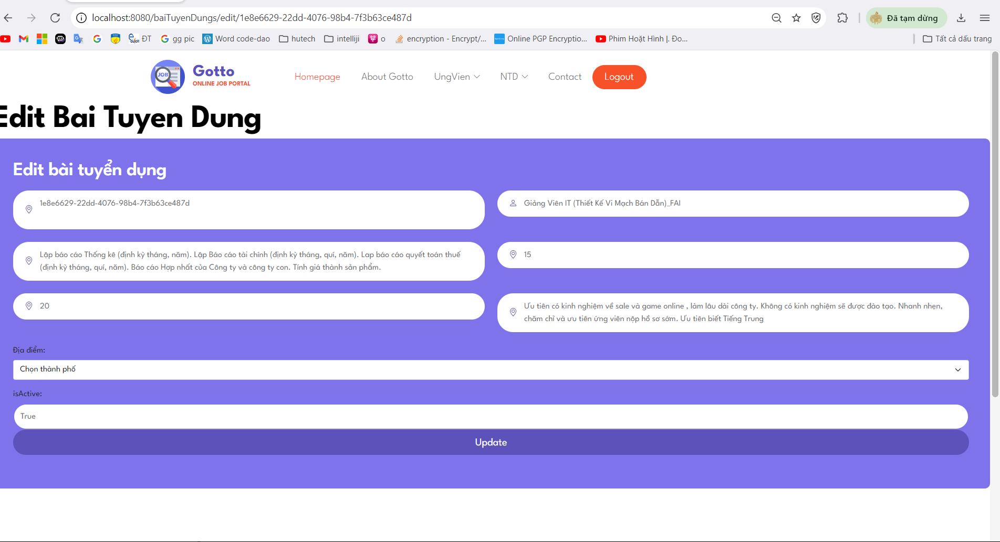 localhost:8080/baiTuyenDungs/edit/1e8e6629-22dd-4076-98b4-7f3b63ce487d
Đã tạm dừng
ĐT
gg pic
Word code-dao
hutech
intelliji
o
encryption - Encrypt/...
Online PGP Encryptio...
Phim Hoạt Hình |. Đo...
Tất cả dấu trang
JOB
Gotto
ONLINE JOB PORTAL
Homepage
About Gotto
UngVien
NTD
Contact
Logout
Edit Bai Tuyen Dung
Edit bài tuyển dụng
1e8e6629-22dd-4076-98b4-7f3b63ce487d
Giảng Viên IT (Thiết Kế Vi Mạch Bán Dẫn)_FAI
Lập báo cáo Thống kê (định kỳ tháng, năm). Lập Báo cáo tài chính (định kỳ tháng, quí, năm). Lap báo cáo quyết toán thuế
(định kỳ tháng, quí, năm). Báo cáo Hợp nhất của Công ty và công ty con. Tính giá thành sản phẩm.
15
20
Ưu tiên có kinh nghiệm về sale và game online , làm lâu dài công ty. Không có kinh nghiệm sẽ được đào tạo. Nhanh nhẹn,
chăm chỉ và ưu tiên ứng viên nộp hồ sơ sớm. Ưu tiên biết Tiếng Trung
Địa điểm:
Chọn thành phố
isActive:
True
Update